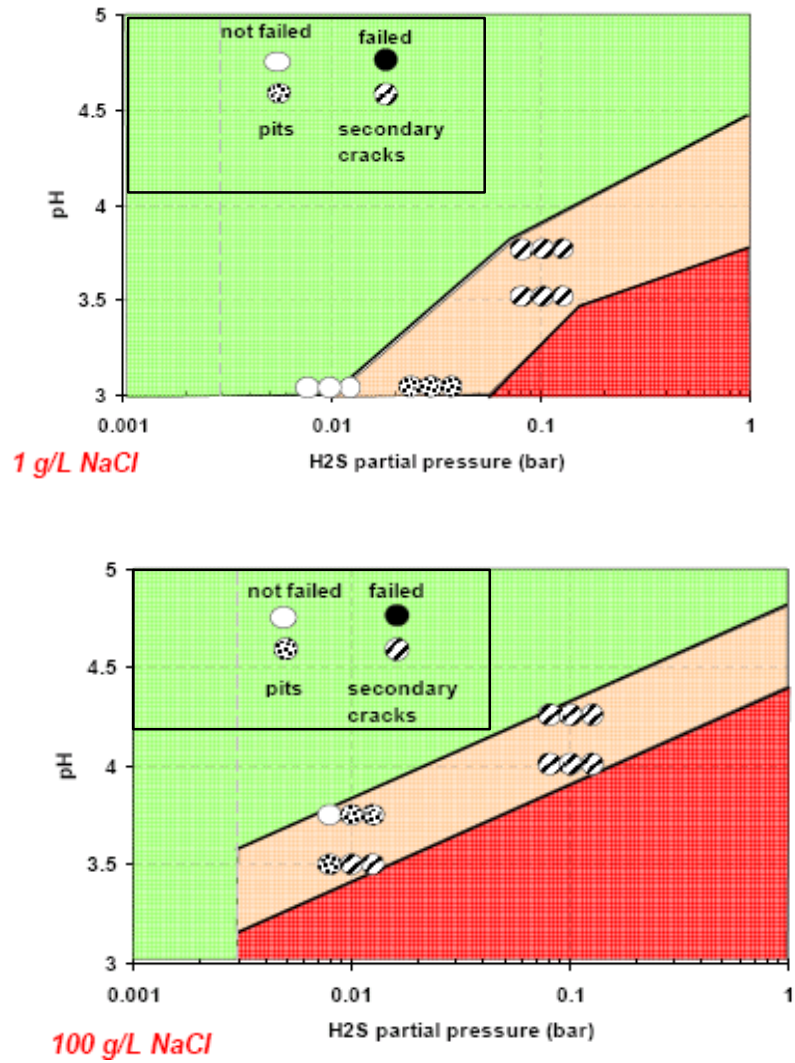 5
not failed failed
4.5
pits secondary
cracks
pH
4
3.5
3
0.001 0.01 0.1 1
1 g/L NaCl
H2S partial pressure (bar)
5
not failed failed
4.5
pits secondary
cracks
pH
4
3.5
3
0.001 0.01 0.1 1
H2S partial pressure (bar)
100 g/L NaCl